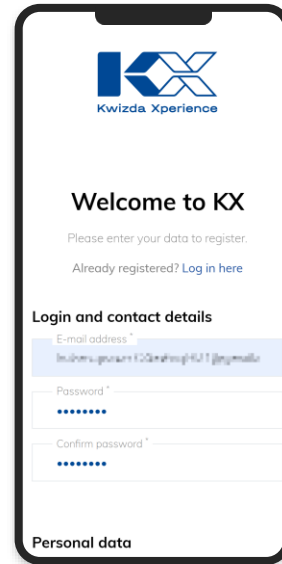 KX
Kwizda Xperience
Welcome to KX
Please enter your data to register.
Already registered? Log in here
Login and contact details
E-mail address *
Password *
••••••••
Confirm password *
••••••••
Personal data